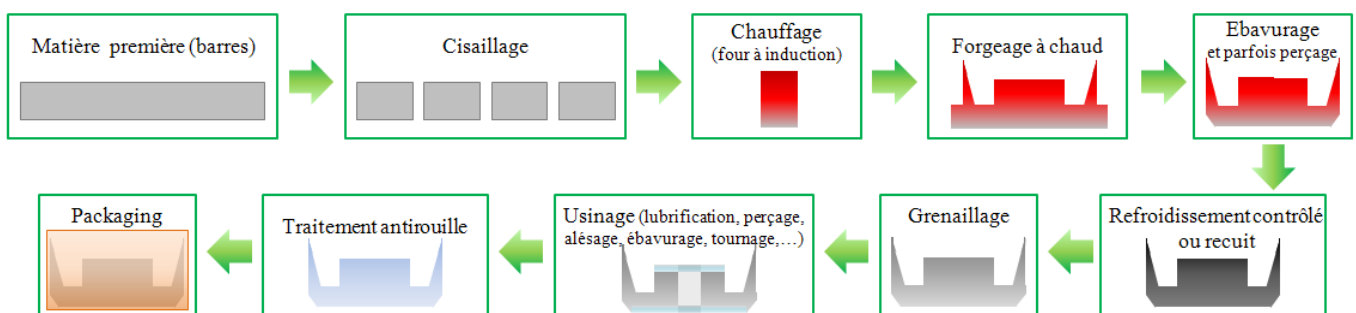 Matière première (barres)
Cisaillage
Chauffage
(four à induction)
Forgeage à chaud
Ebavurage
et parfois perçage
Refroidissement contrôlé
ou recuit
Grenaillage
Usinage (lubrification, perçage,
alésage, ébavurage, tournage,…)
Traitement antirouille
Packaging